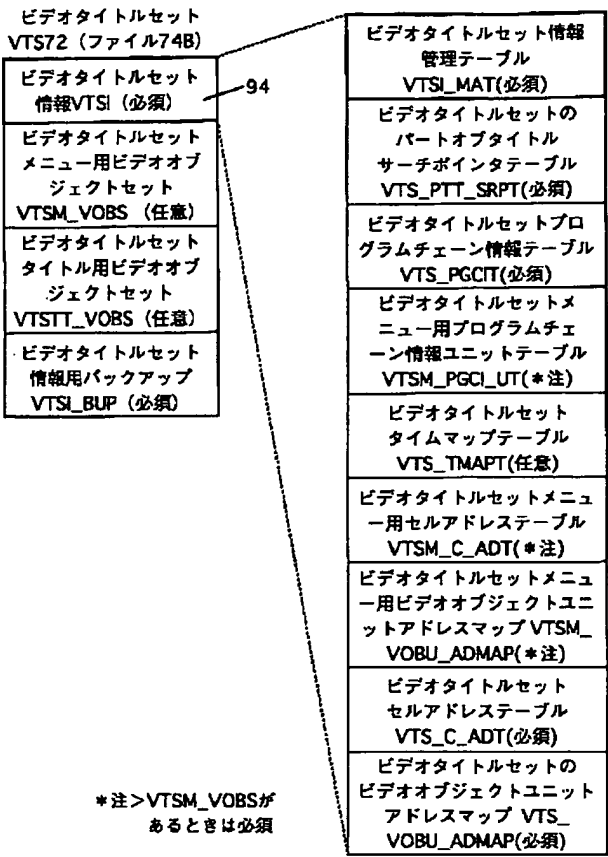 ビデオタイトルセット
VTS72（ファイル74B）
ビデオタイトルセット
情報VTSI（必須）
94
ビデオタイトルセット
メニュー用ビデオオブ
ジェクトセット
VTSM_VOBS（任意）
ビデオタイトルセット
タイトル用ビデオオブ
ジェクトセット
VTSTT_VOBS（任意）
ビデオタイトルセット
情報用バックアップ
VTSI_BUP（必須）
ビデオタイトルセット情報
管理テーブル
VTSI_MAT(必須)
ビデオタイトルセットの
パートオブタイトル
サーチポインタテーブル
VTS_PTT_SRPT(必須)
ビデオタイトルセットプロ
グラムチェーン情報テーブル
VTS_PGCIT(必須)
ビデオタイトルセットメ
ニュー用プログラムチェ
ーン情報ユニットテーブル
VTSM_PGCI_UT(*注)
ビデオタイトルセット
タイムマップテーブル
VTS_TMAPT(任意)
ビデオタイトルセットメニュ
ー用セルアドレステーブル
VTSM_C_ADT(*注)
ビデオタイトルセットメニュ
ー用ビデオオブジェクトユニ
ットアドレスマップ VTSM_
VOBU_ADMAP(*注)
ビデオタイトルセット
セルアドレステーブル
VTS_C_ADT(必須)
ビデオタイトルセットの
ビデオオブジェクトユニット
アドレスマップ VTS_
VOBU_ADMAP(必須)
*注>VTSM_VOBSが
あるときは必須